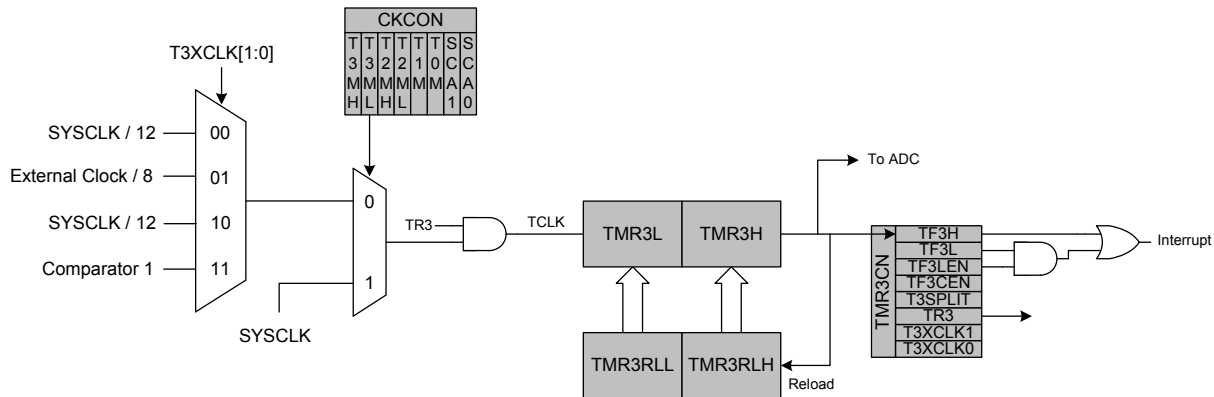 CKCON
T3MH
T3ML
T2MH
T2ML
T1M
T0M
SCA1
SCA0
T3XCLK[1:0]
SYSCLK / 12
00
External Clock / 8
01
SYSCLK / 12
10
Comparator 1
11
0
1
SYSCLK
TR3
TCLK
TMR3L
TMR3H
To ADC
TMR3RLL
TMR3RLH
Reload
TMR3CN
TF3H
TF3L
TF3LEN
TF3CEN
T3SPLIT
TR3
T3XCLK1
T3XCLK0
Interrupt